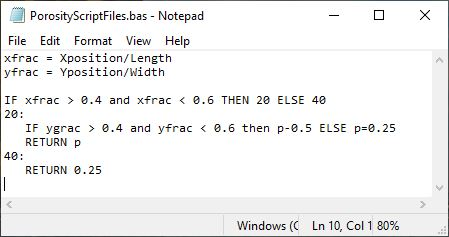 PorosityScriptFiles.bas - Notepad
File Edit Format View Help
xfrac = Xposition/Length
yfrac = Yposition/Width
IF xfrac > 0.4 and xfrac < 0.6 THEN 20 ELSE 40
20:
IF ygrac > 0.4 and yfrac < 0.6 then p-0.5 ELSE p=0.25
RETURN p
40:
RETURN 0.25
Windows (C Ln 10, Col 1 80%